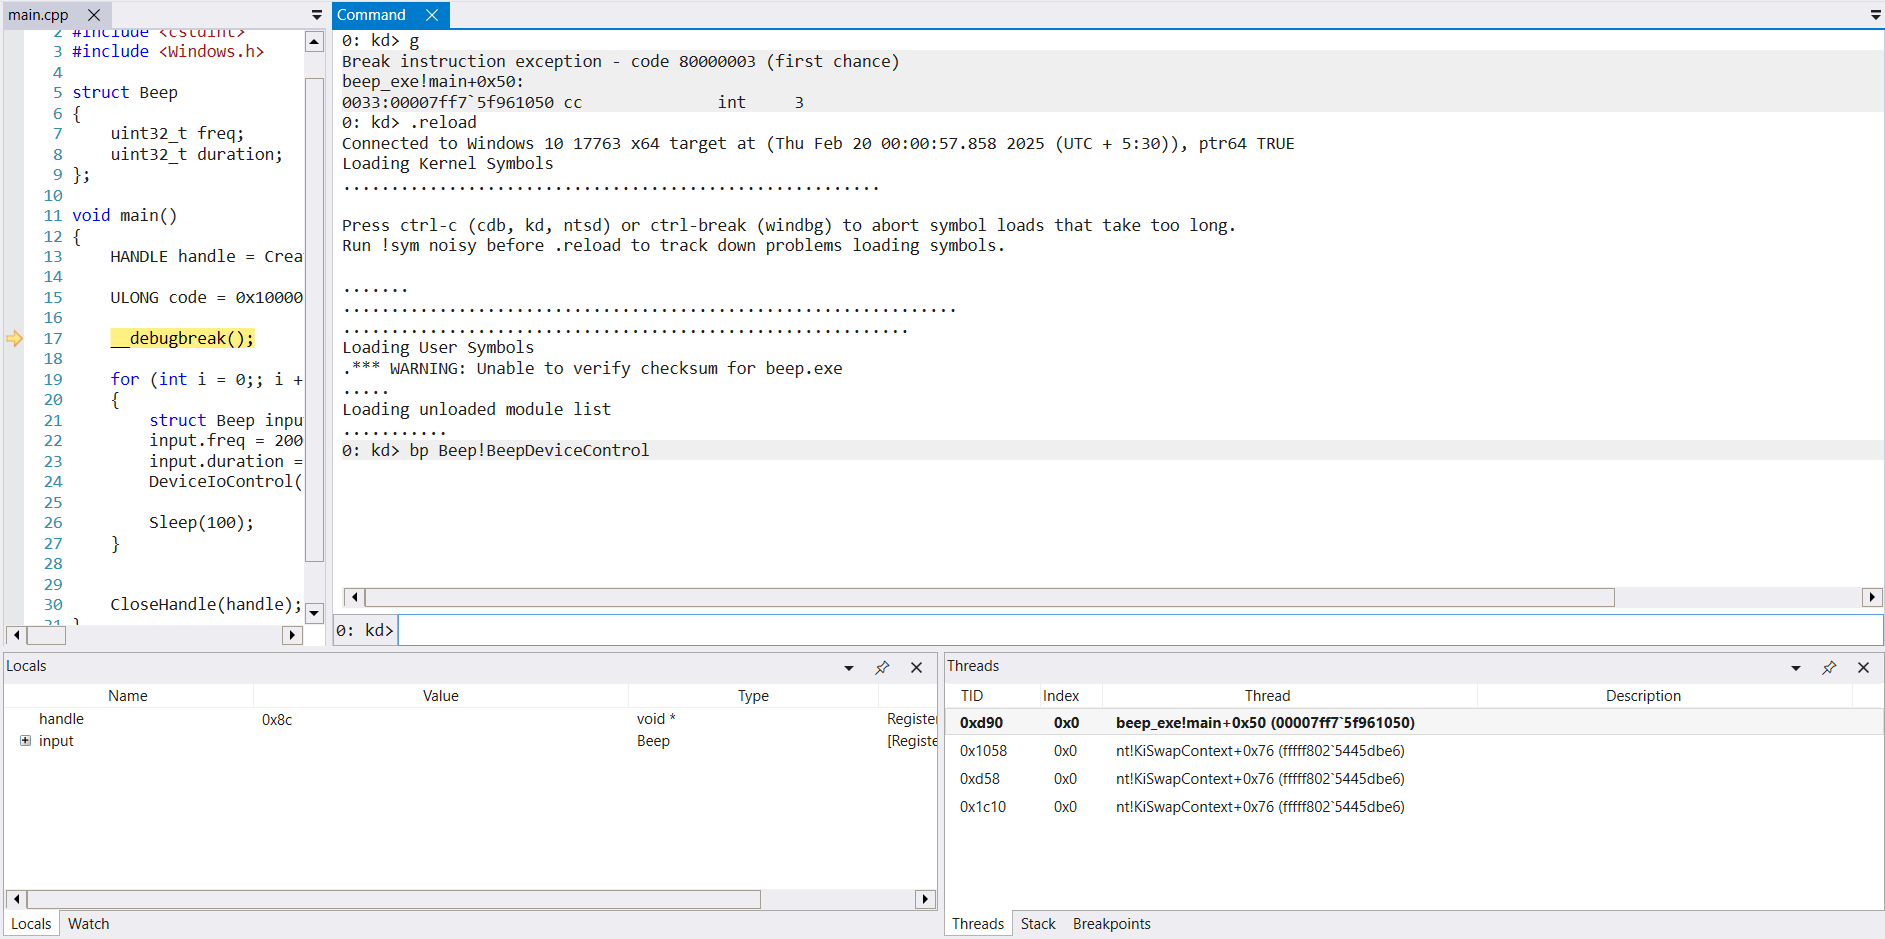 main.cpp
2 #include <cstdint>
3 #include <Windows.h>
4
5 struct Beep
6 {
7     uint32_t freq;
8     uint32_t duration;
9 };
10
11 void main()
12 {
13     HANDLE handle = Crea
14
15     ULONG code = 0x10000
16
17     __debugbreak();
18
19     for (int i = 0;; i +
20     {
21         struct Beep inpu
22         input.freq = 200
23         input.duration =
24         DeviceIoControl(
25
26         Sleep(100);
27     }
28
29
30     CloseHandle(handle);
31 }
Command
0: kd> g
Break instruction exception - code 80000003 (first chance)
beep_exe!main+0x50:
0033:00007ff7`5f961050 cc              int     3
0: kd> .reload
Connected to Windows 10 17763 x64 target at (Thu Feb 20 00:00:57.858 2025 (UTC + 5:30)), ptr64 TRUE
Loading Kernel Symbols
........................................................
Press ctrl-c (cdb, kd, ntsd) or ctrl-break (windbg) to abort symbol loads that take too long.
Run !sym noisy before .reload to track down problems loading symbols.
.......
................................................................
...........................................................
Loading User Symbols
.*** WARNING: Unable to verify checksum for beep.exe
.....
Loading unloaded module list
...........
0: kd> bp Beep!BeepDeviceControl
0: kd>
Locals
Name Value Type
handle 0x8c void * Register
input Beep [Registe
Locals Watch
Threads
TID Index Thread Description
0xd90 0x0 beep_exe!main+0x50 (00007ff7`5f961050)
0x1058 0x0 nt!KiSwapContext+0x76 (fffff802`5445dbe6)
0xd58 0x0 nt!KiSwapContext+0x76 (fffff802`5445dbe6)
0x1c10 0x0 nt!KiSwapContext+0x76 (fffff802`5445dbe6)
Threads Stack Breakpoints